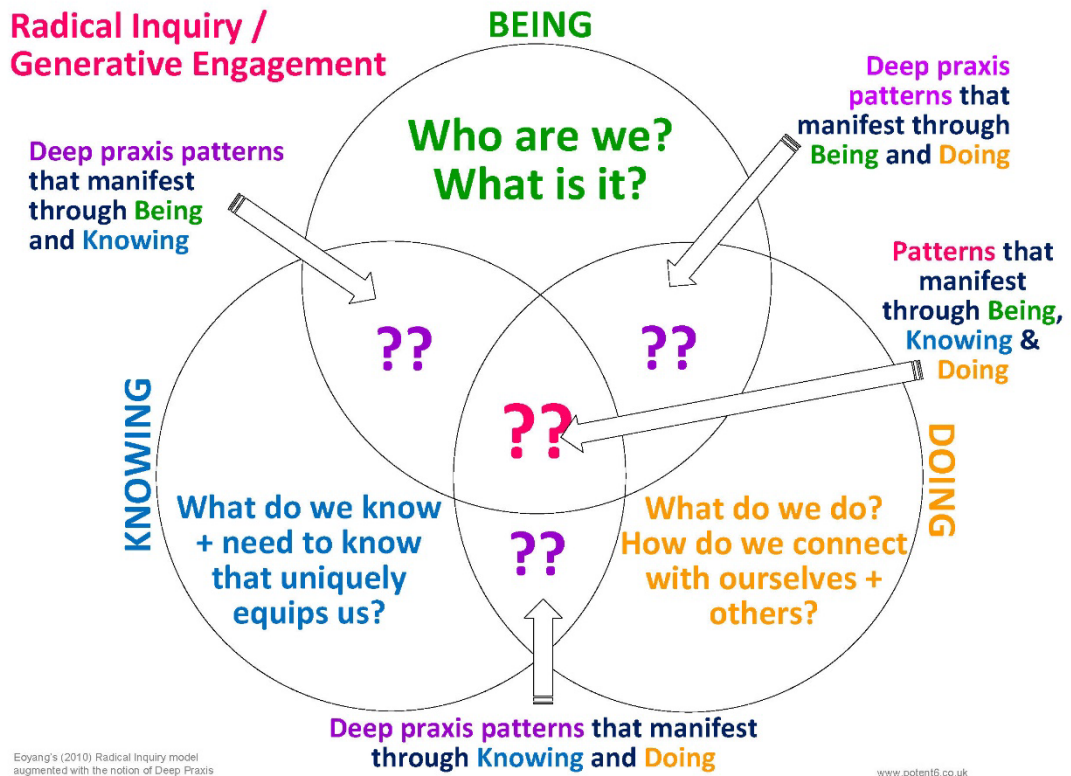 Radical Inquiry /
Generative Engagement
BEING
Who are we?
What is it?
Deep praxis patterns
that manifest
through Being
and Knowing
Deep praxis
patterns that
manifest through
Being and Doing
Patterns that
manifest
through Being,
Knowing &
Doing
??
??
??
??
KNOWING
What do we know
+ need to know
that uniquely
equips us?
DOING
What do we do?
How do we connect
with ourselves +
others?
Deep praxis patterns that manifest
through Knowing and Doing
Eoyang's (2010) Radical Inquiry model
augmented with the notion of Deep Praxis
www.potent6.co.uk